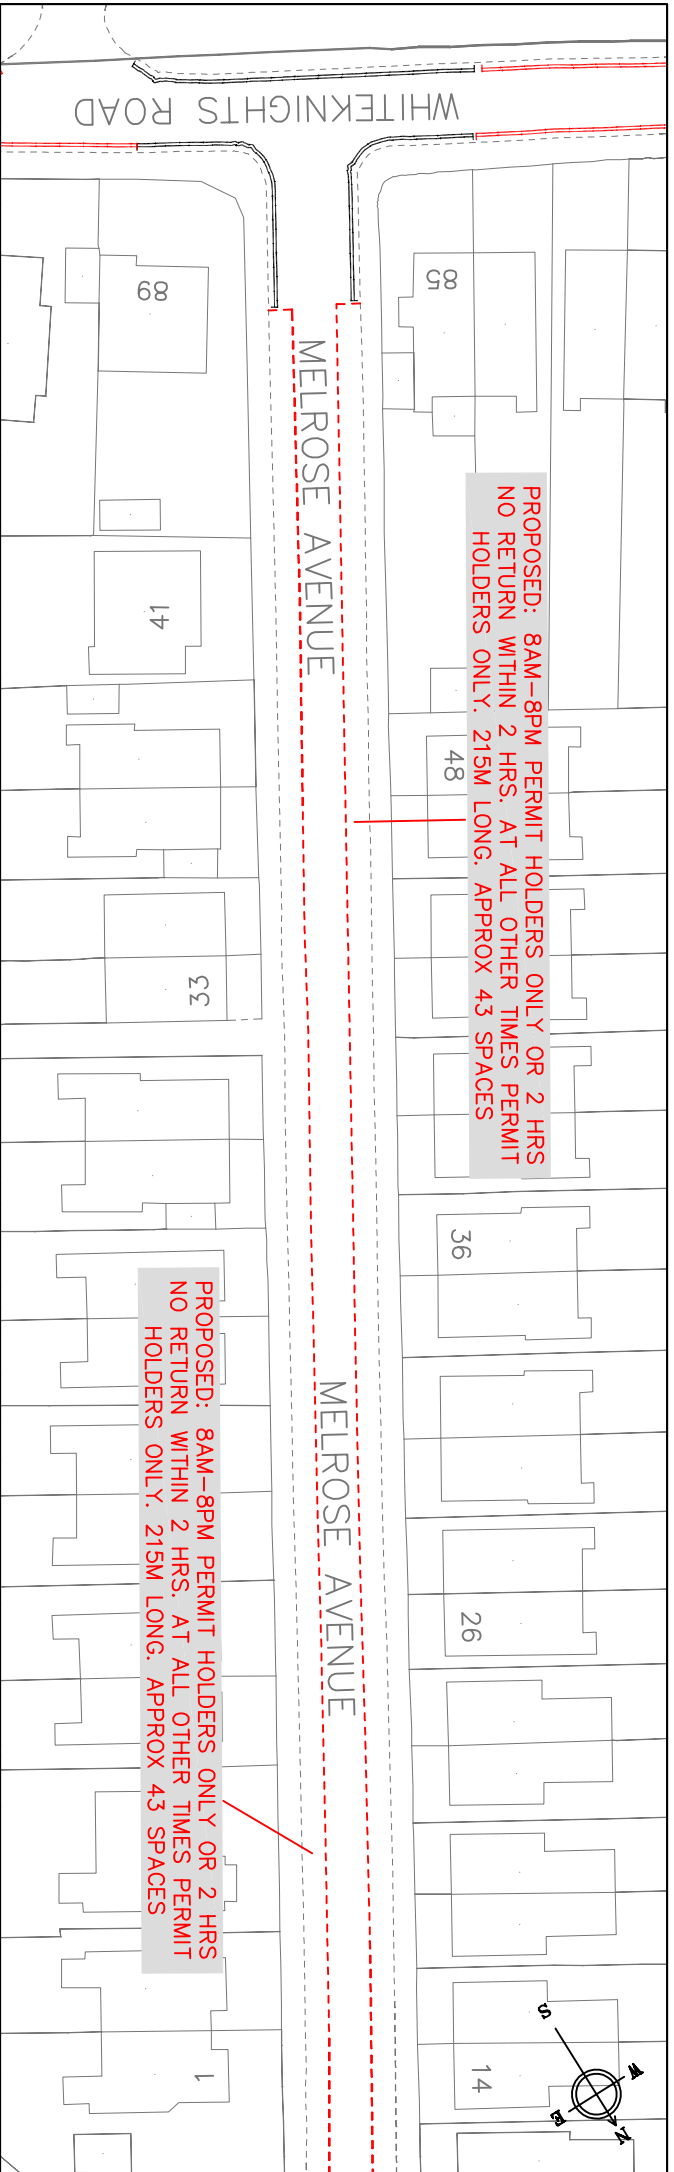 WHITEKNIGHTS ROAD
89
85
MELROSE AVENUE
41
PROPOSED: 8AM-8PM PERMIT HOLDERS ONLY OR 2 HRS
NO RETURN WITHIN 2 HRS. AT ALL OTHER TIMES PERMIT
HOLDERS ONLY. 215M LONG. APPROX 43 SPACES
48
33
36
MELROSE AVENUE
PROPOSED: 8AM-8PM PERMIT HOLDERS ONLY OR 2 HRS
NO RETURN WITHIN 2 HRS. AT ALL OTHER TIMES PERMIT
HOLDERS ONLY. 215M LONG. APPROX 43 SPACES
26
1
14
S
W
E
N